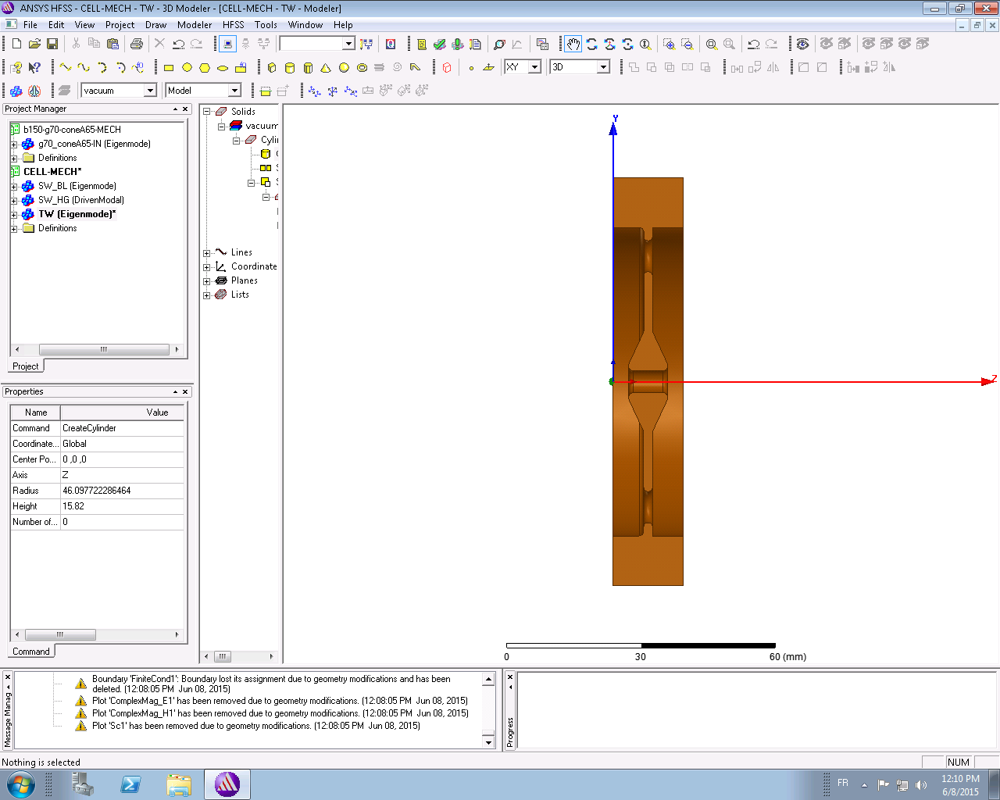 ANSYS HFSS - CELL-MECH - TW - 3D Modeler - [CELL-MECH - TW - Modeler]
File Edit View Project Draw Modeler HFSS Tools Window Help
XY 3D
vacuum Model
Project Manager
b150-g70-coneA65-MECH
g70_coneA65-IN (Eigenmode)
Definitions
CELL-MECH*
SW_BL (Eigenmode)
SW_HG (DrivenModal)
TW (Eigenmode)*
Definitions
Project
Properties
Name Value
Command CreateCylinder
Coordinate... Global
Center Po... 0 ,0 ,0
Axis Z
Radius 46.097722286464
Height 15.82
Number of... 0
Command
Solids
vacuum
Cylin
Lines
Coordinate
Planes
Lists
Y
Z
0 30 60 (mm)
Message Manag
Boundary 'FiniteCond1': Boundary lost its assignment due to geometry modifications and has been
deleted. (12:08:05 PM Jun 08, 2015)
Plot 'ComplexMag_E1' has been removed due to geometry modifications. (12:08:05 PM Jun 08, 2015)
Plot 'ComplexMag_H1' has been removed due to geometry modifications. (12:08:05 PM Jun 08, 2015)
Plot 'Sc1' has been removed due to geometry modifications. (12:08:05 PM Jun 08, 2015)
Progress
Nothing is selected
NUM
FR
12:10 PM
6/8/2015